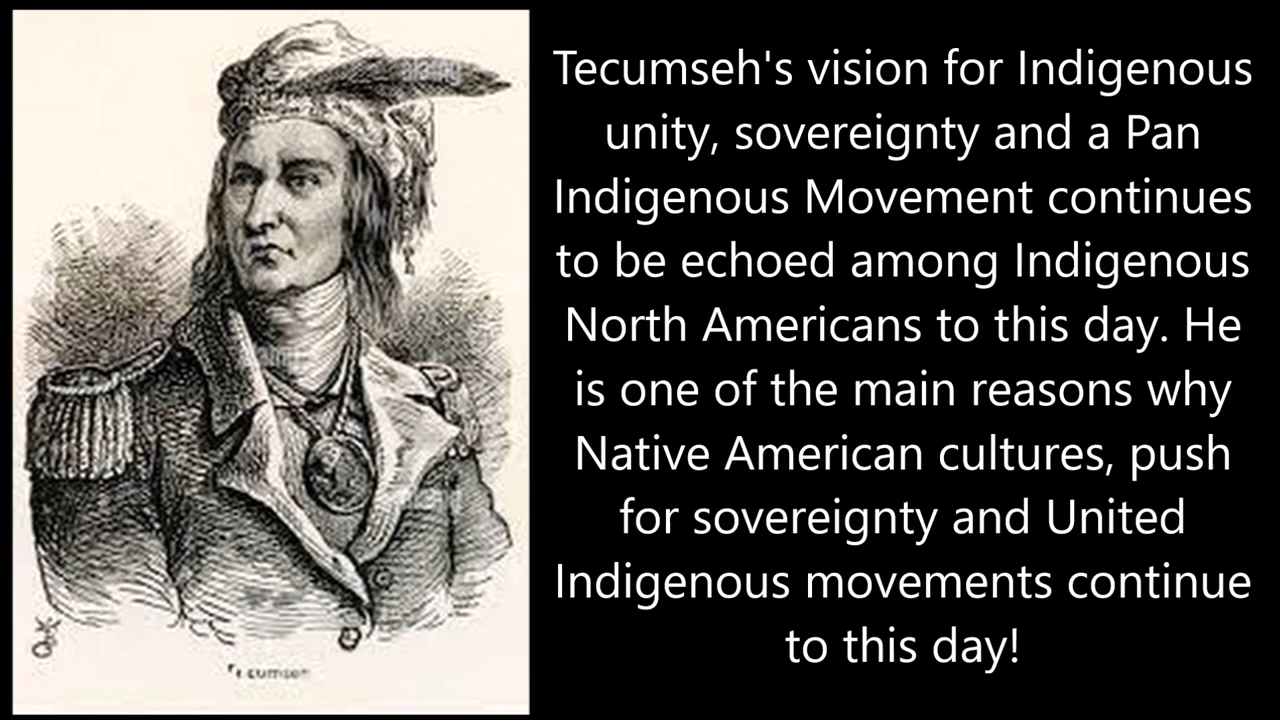 Tecumseh's vision for Indigenous
unity, sovereignty and a Pan
Indigenous Movement continues
to be echoed among Indigenous
North Americans to this day. He
is one of the main reasons why
Native American cultures, push
for sovereignty and United
Indigenous movements continue
to this day!